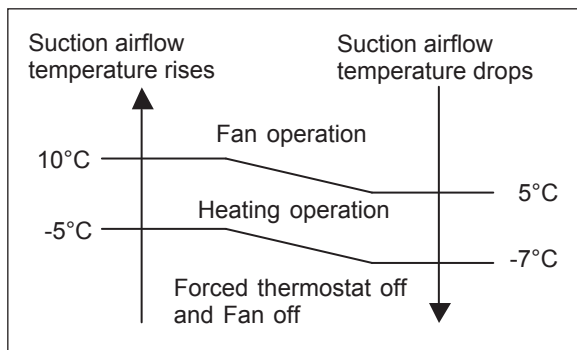 Suction airflow
temperature rises
Suction airflow
temperature drops
Fan operation
10°C
5°C
Heating operation
-5°C
-7°C
Forced thermostat off
and Fan off